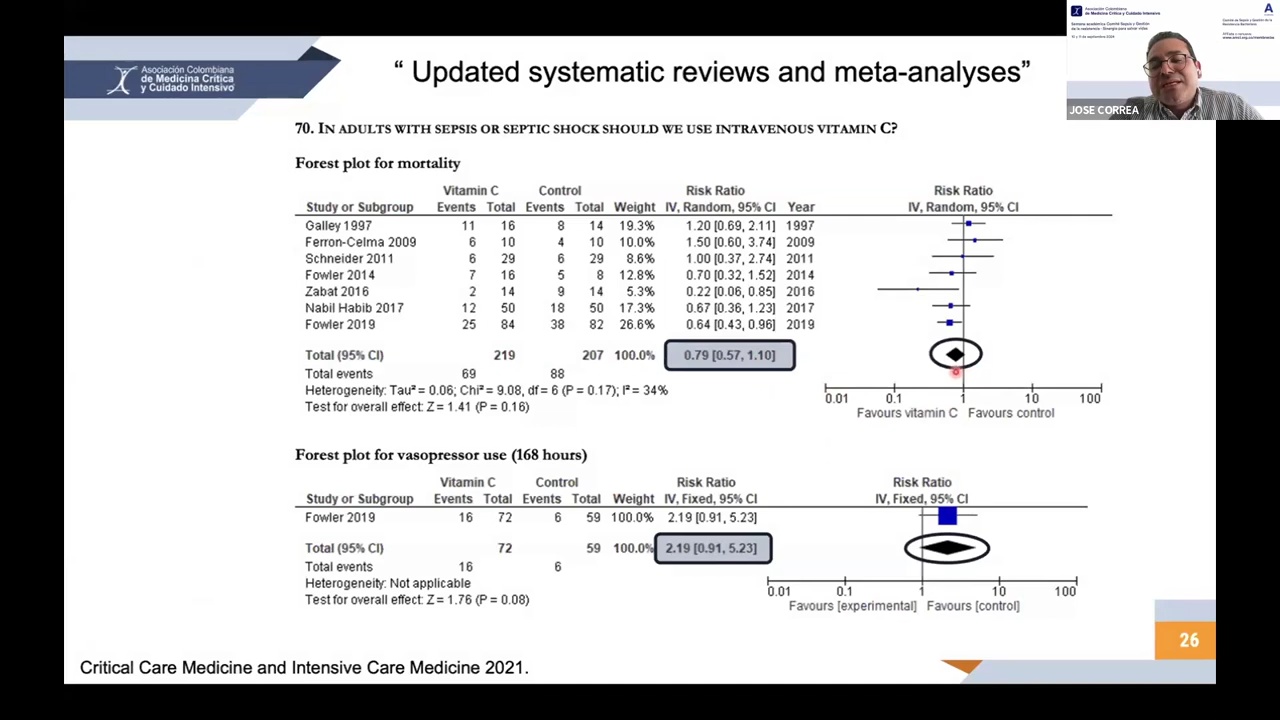 Asociación Colombiana
de Medicina Crítica
y Cuidado Intensivo
“ Updated systematic reviews and meta-analyses”
Asociación Colombiana
de Medicina Crítica y Cuidado Intensivo
JOSE CORREA
70. IN ADULTS WITH SEPSIS OR SEPTIC SHOCK SHOULD WE USE INTRAVENOUS VITAMIN C?
Forest plot for mortality
Vitamin C Control Risk Ratio Risk Ratio
Study or Subgroup Events Total Events Total Weight IV, Random, 95% CI Year IV, Random, 95% CI
Galley 1997 11 16 8 14 19.3% 1.20 [0.69, 2.11] 1997
Ferron-Celma 2009 6 10 4 10 10.0% 1.50 [0.60, 3.74] 2009
Schneider 2011 6 29 6 29 8.6% 1.00 [0.37, 2.74] 2011
Fowler 2014 7 16 5 8 12.8% 0.70 [0.32, 1.52] 2014
Zabat 2016 2 14 9 14 5.3% 0.22 [0.06, 0.85] 2016
Nabil Habib 2017 12 50 18 50 17.3% 0.67 [0.36, 1.23] 2017
Fowler 2019 25 84 38 82 26.6% 0.64 [0.43, 0.96] 2019
Total (95% CI) 219 207 100.0% 0.79 [0.57, 1.10]
Total events 69 88
Heterogeneity: Tau² = 0.06; Chi² = 9.08, df = 6 (P = 0.17); I² = 34%
Test for overall effect: Z = 1.41 (P = 0.16)
0.01 0.1 1 10 100
Favours vitamin C Favours control
Forest plot for vasopressor use (168 hours)
Vitamin C Control Risk Ratio Risk Ratio
Study or Subgroup Events Total Events Total Weight IV, Fixed, 95% CI IV, Fixed, 95% CI
Fowler 2019 16 72 6 59 100.0% 2.19 [0.91, 5.23]
Total (95% CI) 72 59 100.0% 2.19 [0.91, 5.23]
Total events 16 6
Heterogeneity: Not applicable
Test for overall effect: Z = 1.76 (P = 0.08)
0.01 0.1 1 10 100
Favours [experimental] Favours [control]
26
Critical Care Medicine and Intensive Care Medicine 2021.